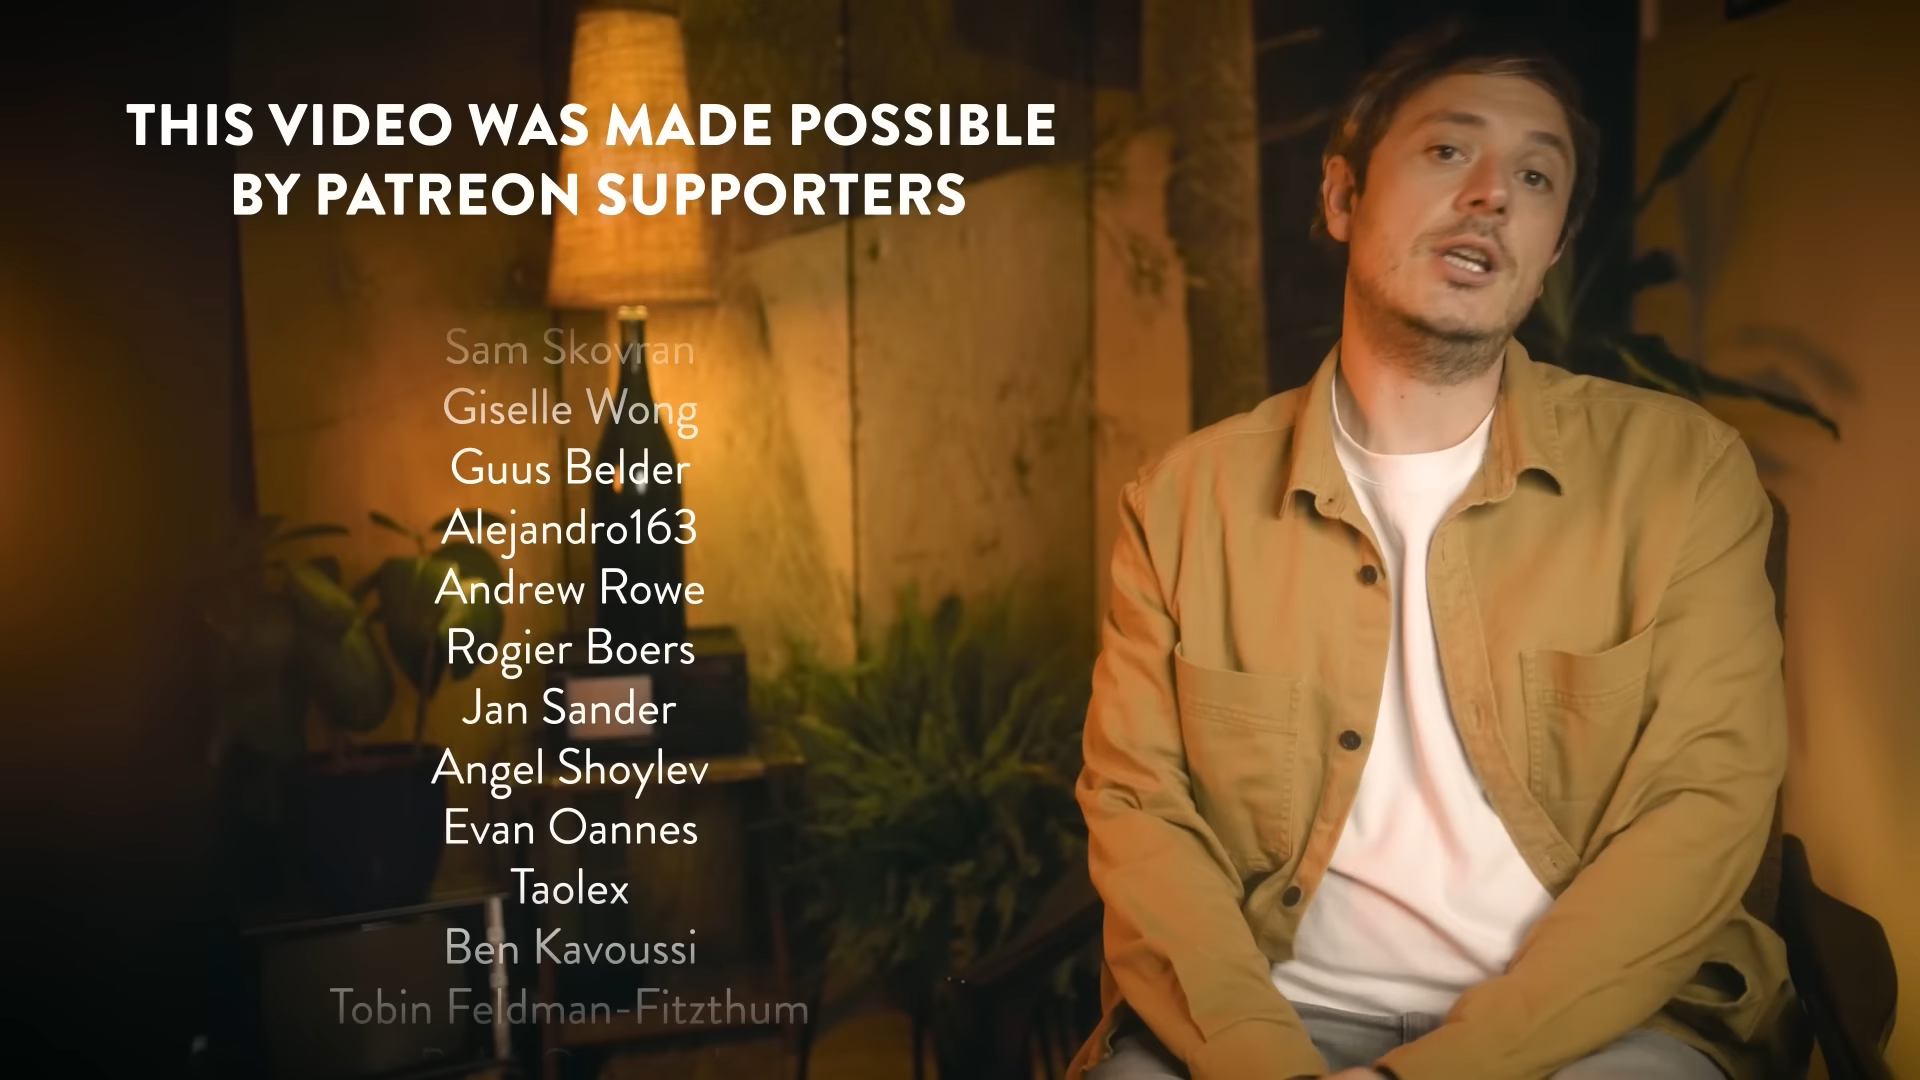 THIS VIDEO WAS MADE POSSIBLE
BY PATREON SUPPORTERS
Sam Skovran
Giselle Wong
Guus Belder
Alejandro163
Andrew Rowe
Rogier Boers
Jan Sander
Angel Shoylev
Evan Oannes
Taolex
Ben Kavoussi
Tobin Feldman-Fitzthum